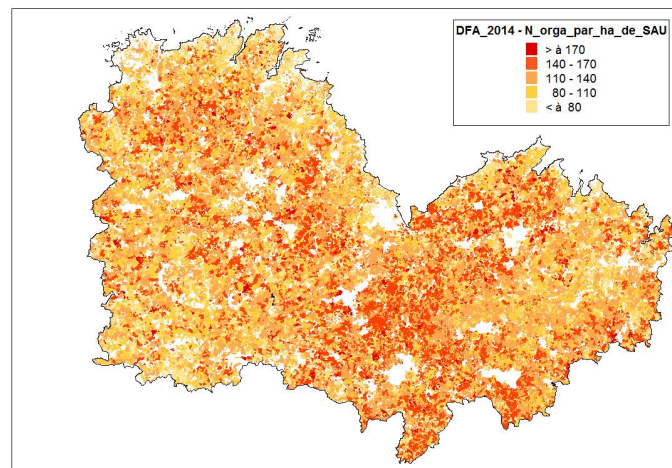 DFA_2014 - N_orga_par_ha_de_SAU
> à 170
140 - 170
110 - 140
80 - 110
< à 80